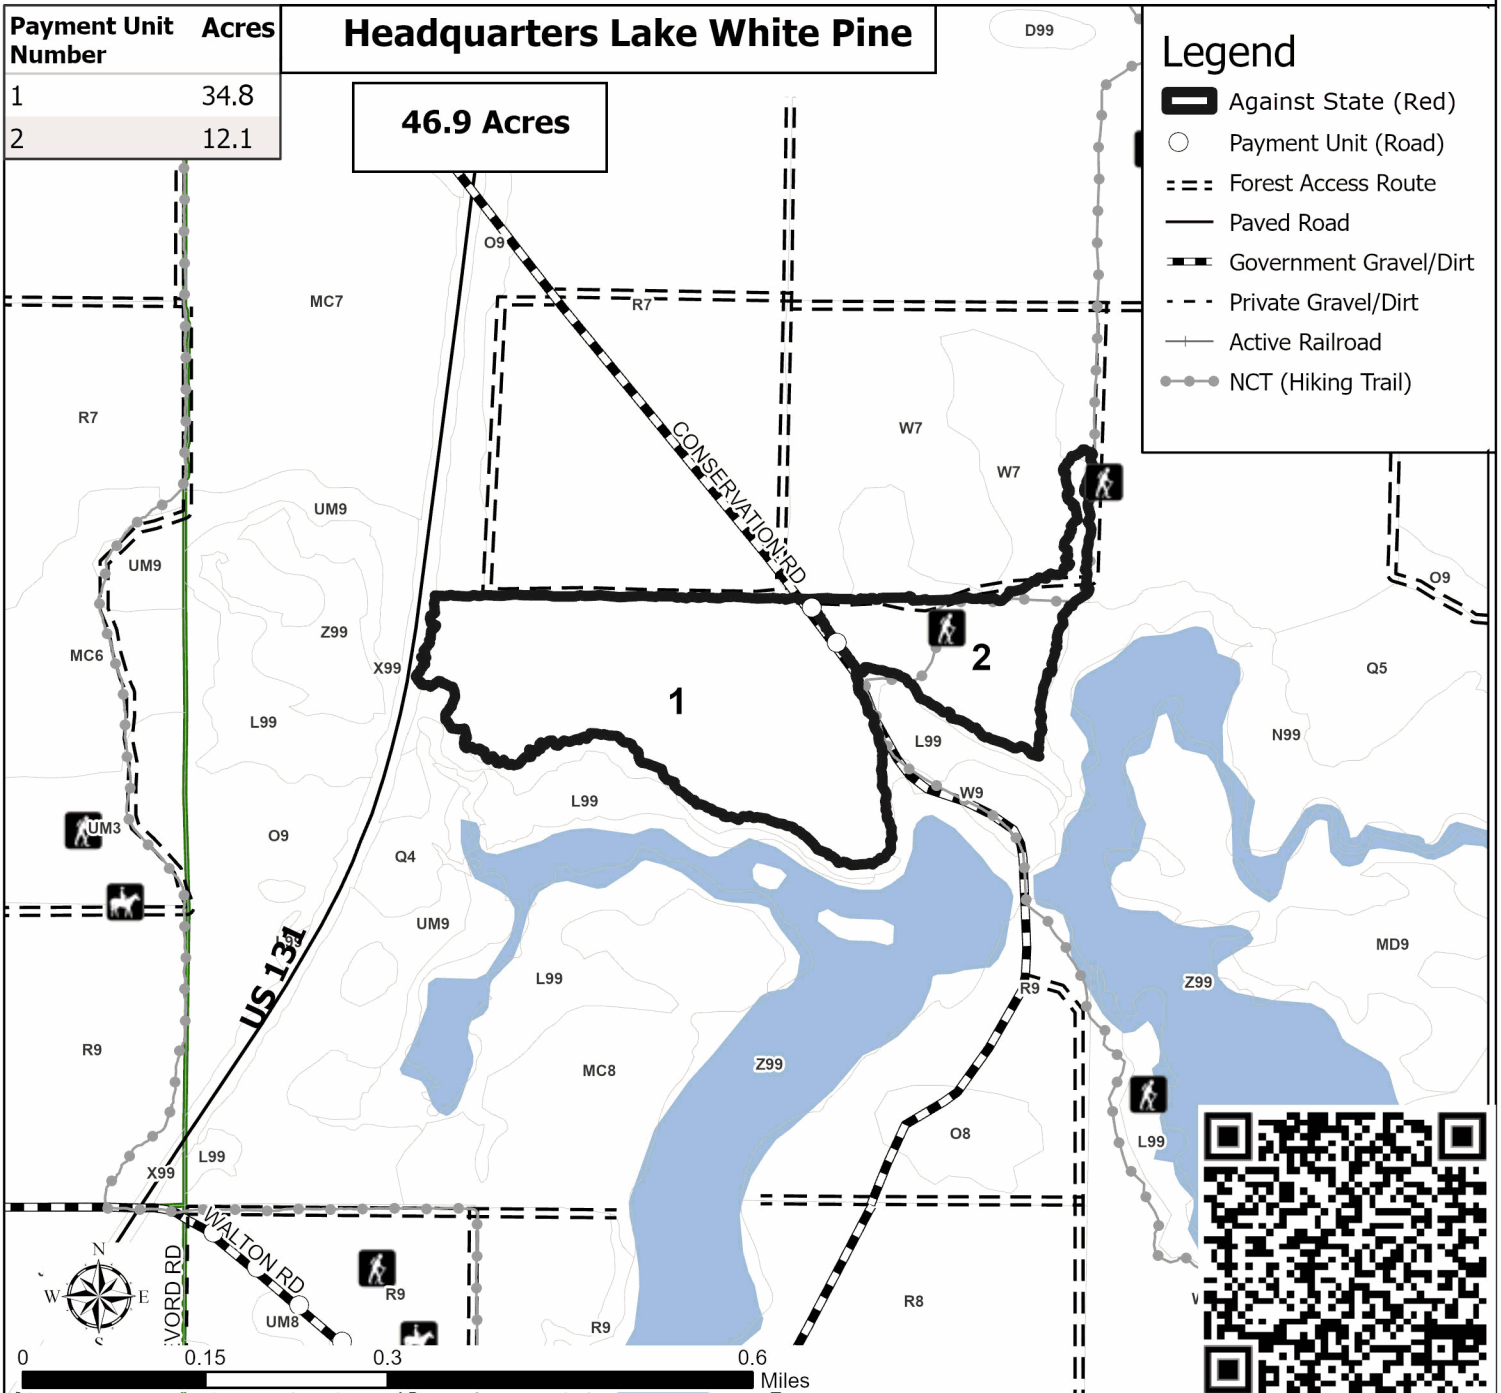 Payment Unit Number Acres
1 34.8
2 12.1
Headquarters Lake White Pine
46.9 Acres
Legend
Against State (Red)
Payment Unit (Road)
Forest Access Route
Paved Road
Government Gravel/Dirt
Private Gravel/Dirt
Active Railroad
NCT (Hiking Trail)
D99
O9
MC7
R7
R7
W7
W7
CONSERVATION RD
UM9
UM9
O9
Z99
MC6
X99
2
Q5
1
L99
L99
N99
W9
L99
UM3
O9
Q4
UM9
US 131
MD9
L99
Z99
R9
R9
Z99
MC8
O8
L99
L99
X99
WALTON RD
VORD RD
N
W E
S
R9
UM8
R9
R8
0 0.15 0.3 0.6
Miles